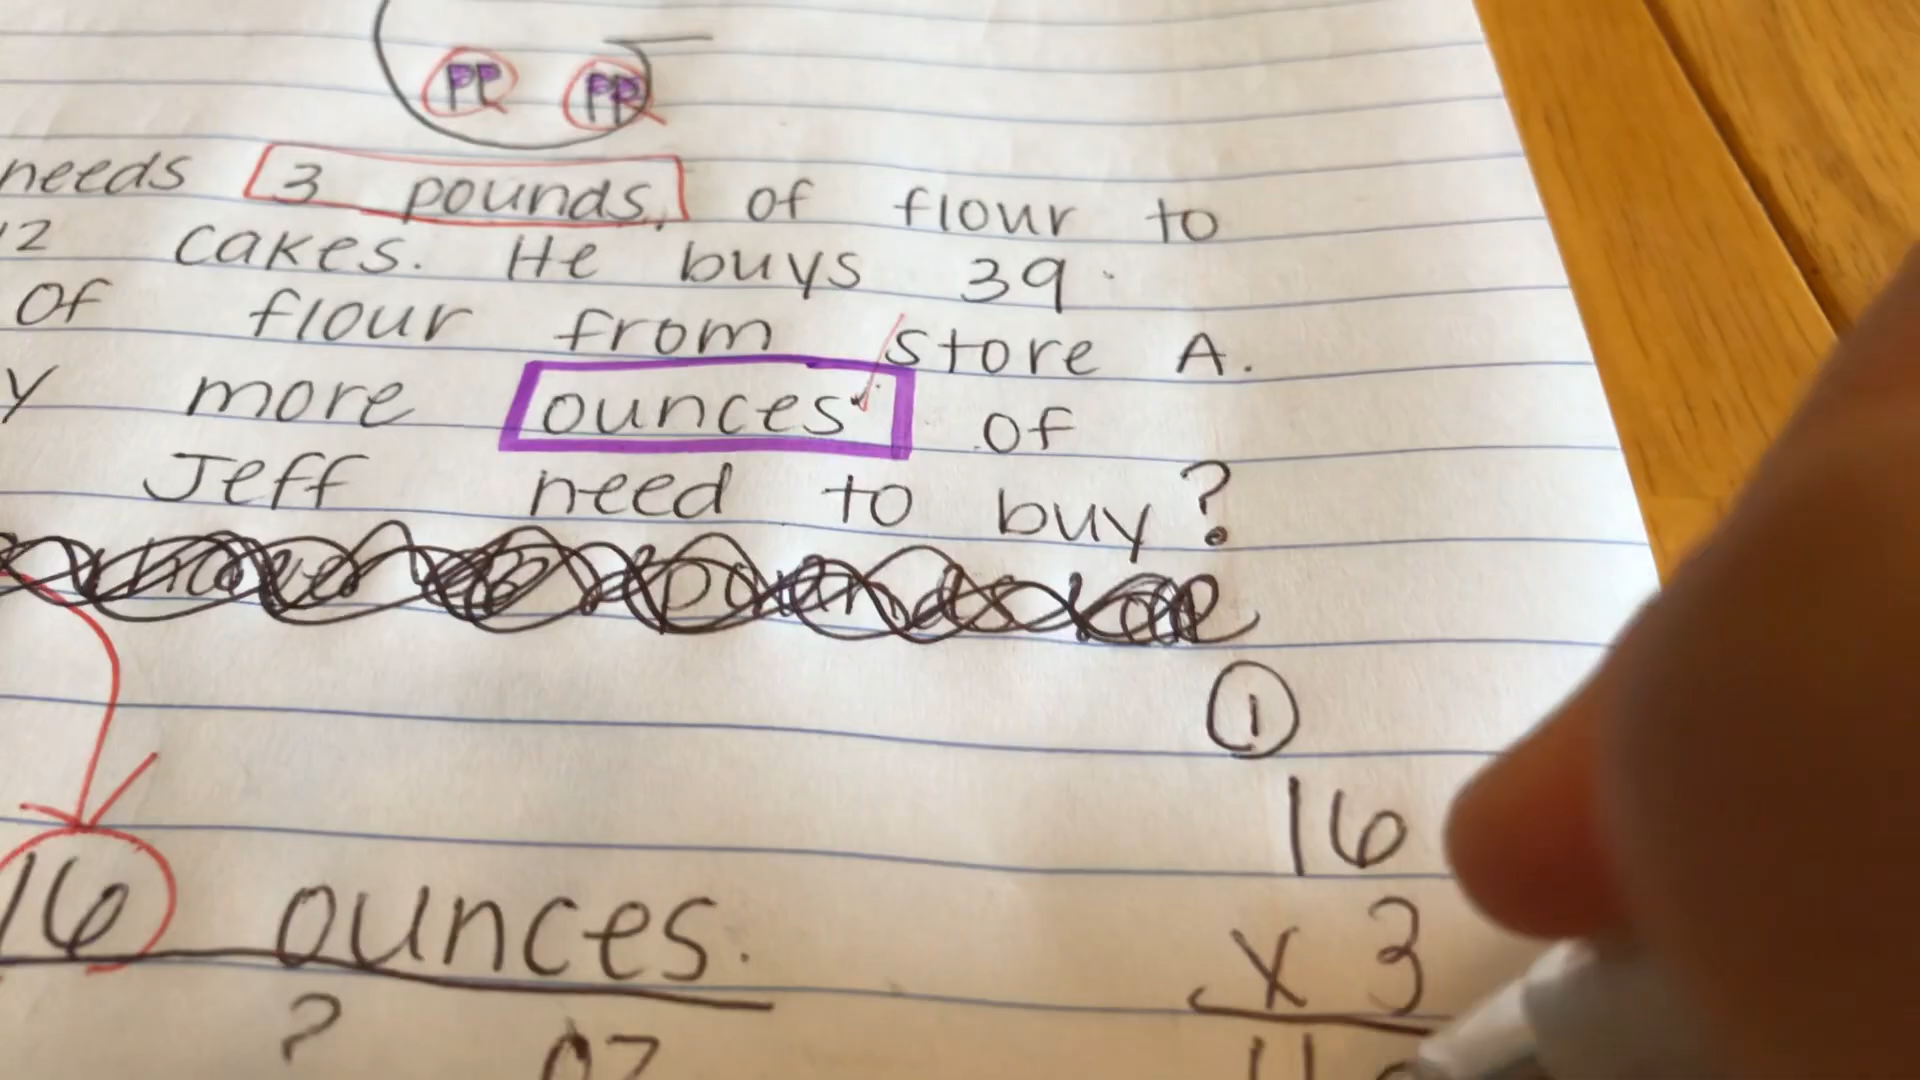 PP PP
needs 3 pounds, of flour to
12 cakes. He buys 39
of flour from store A.
y more ounces of
Jeff need to buy?
1
16
16 ounces.
x 3
? oz